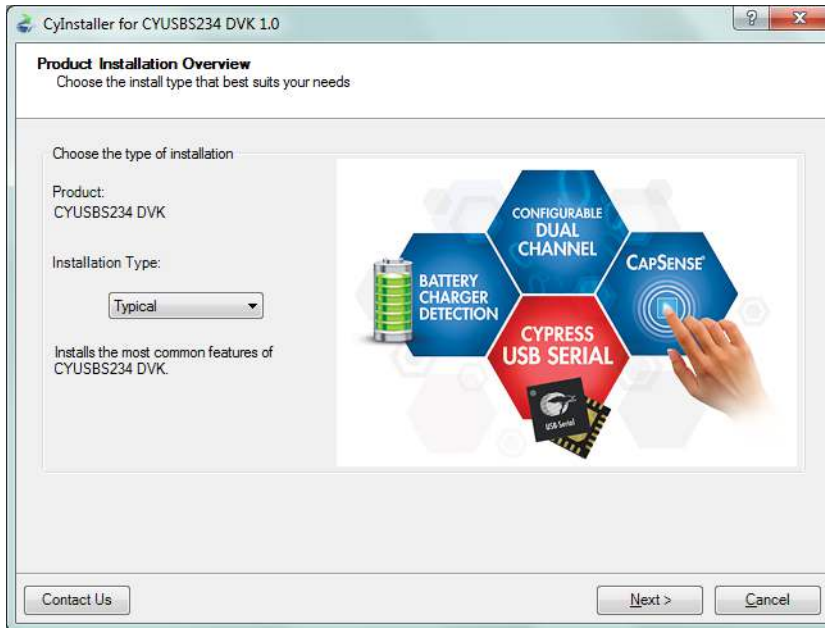 CyInstaller for CYUSBS234 DVK 1.0
Product Installation Overview
Choose the install type that best suits your needs
Choose the type of installation
Product:
CYUSBS234 DVK
Installation Type:
Typical
Installs the most common features of
CYUSBS234 DVK.
CONFIGURABLE
DUAL
CHANNEL
BATTERY
CHARGER
DETECTION
CAPSENSE®
CYPRESS
USB SERIAL
USB Serial
Contact Us
Next >
Cancel